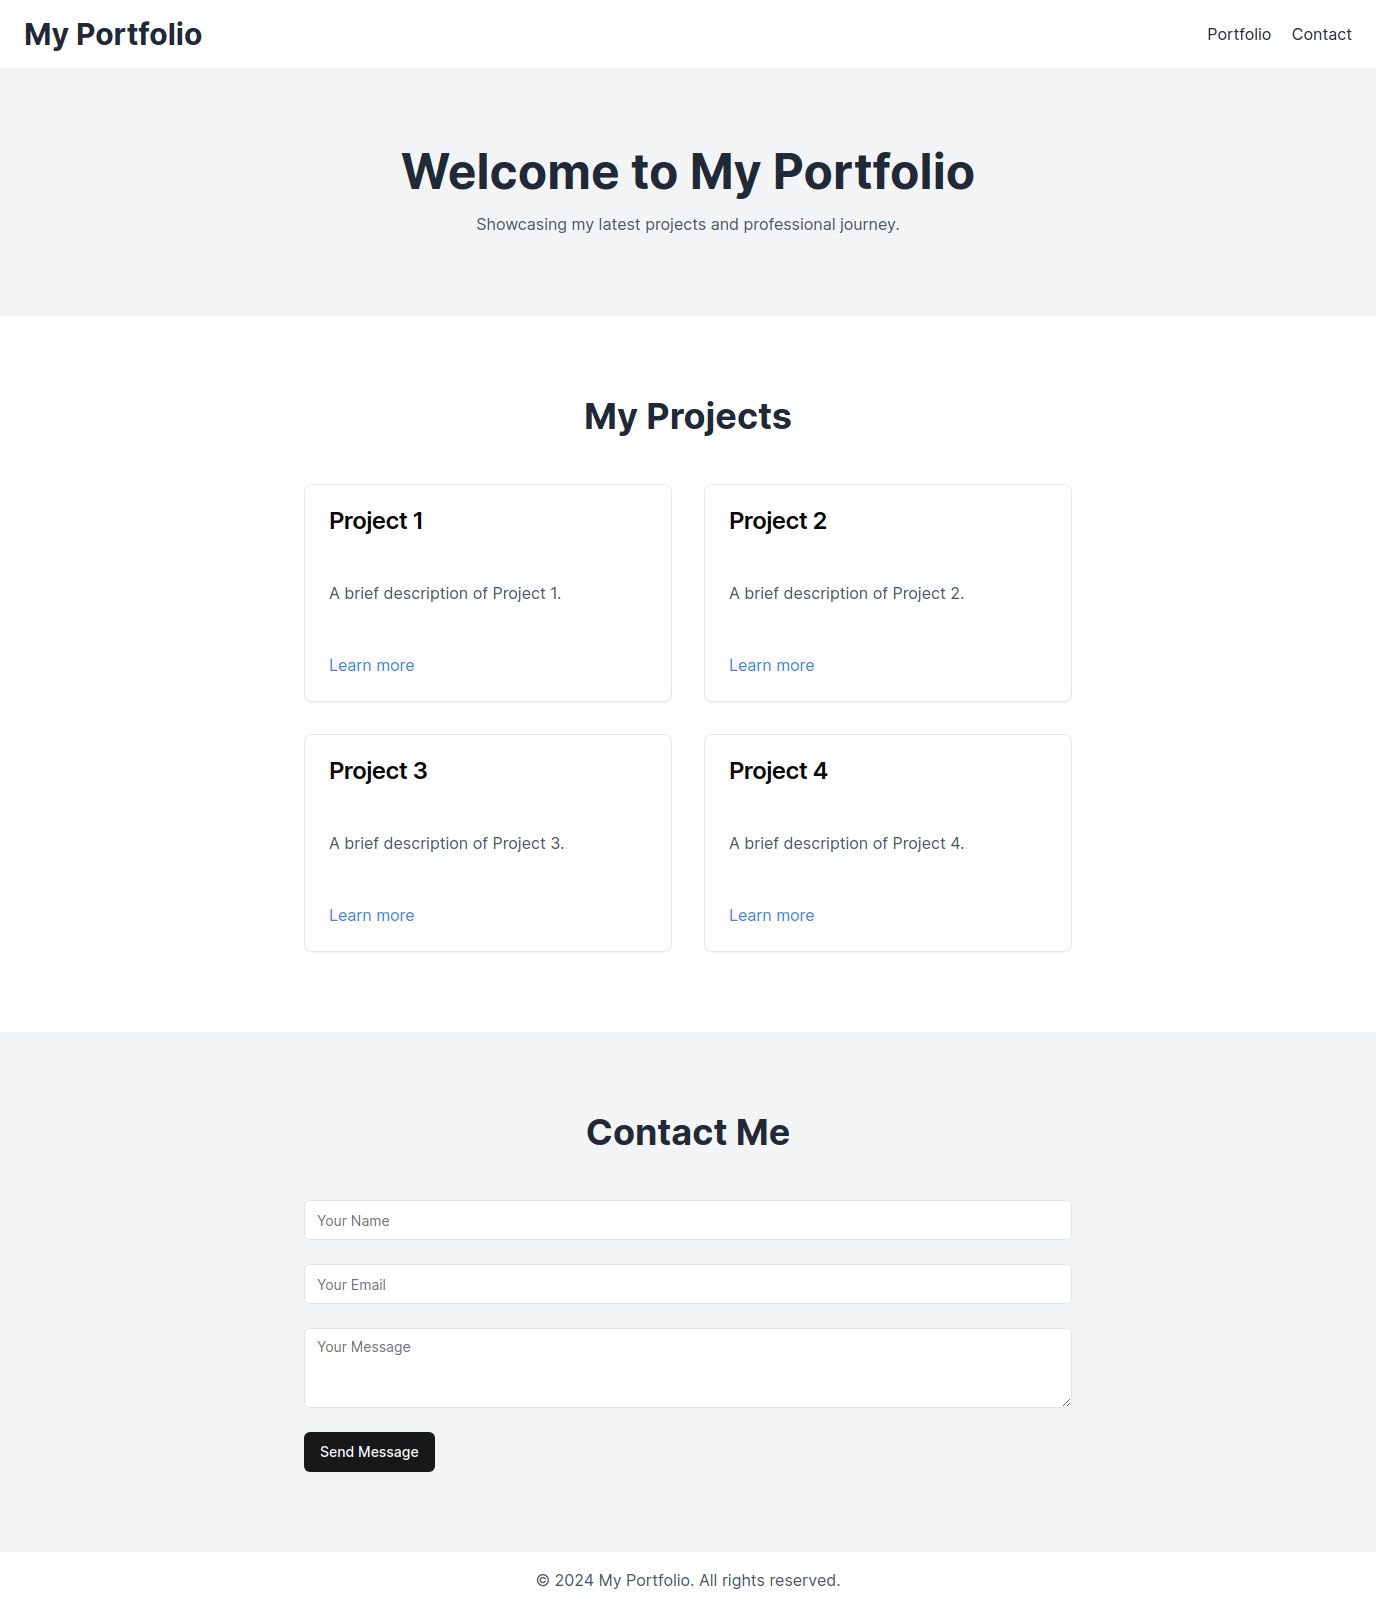 My Portfolio
Portfolio Contact
Welcome to My Portfolio
Showcasing my latest projects and professional journey.
My Projects
Project 1
A brief description of Project 1.
Learn more
Project 2
A brief description of Project 2.
Learn more
Project 3
A brief description of Project 3.
Learn more
Project 4
A brief description of Project 4.
Learn more
Contact Me
Your Name
Your Email
Your Message
Send Message
© 2024 My Portfolio. All rights reserved.